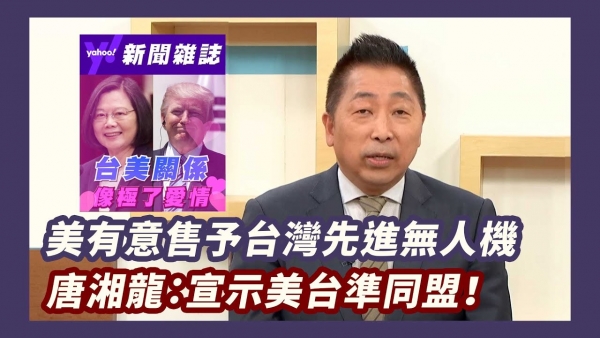 yahoo!
新聞雜誌
台美關係
像極了愛情
美有意售予台灣先進無人機
唐湘龍:宣示美台準同盟!